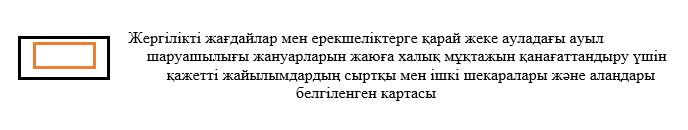 Жергілікті жағдайлар мен ерекшеліктерге қарай жеке ауладағы ауыл
шаруашылығы жануарларын жаюға халық мұқтажын қанағаттандыру үшін
қажетті жайылымдардың сыртқы мен ішкі шекаралары және алаңдары
белгіленген картасы